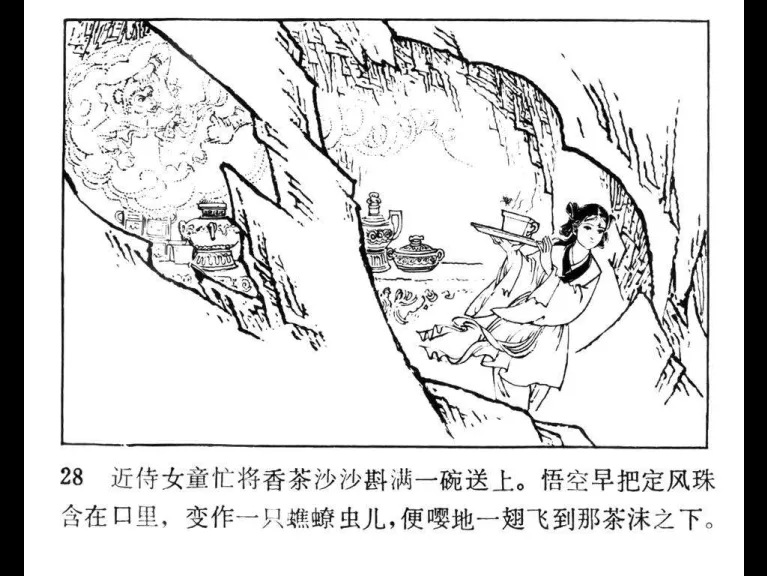 28 近侍女童忙将香茶沙沙斟满一碗送上。悟空早把定风珠
含在口里，变作一只蟭蟟虫儿，便嘤地一翅飞到那茶沫之下。